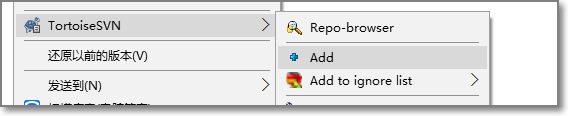 TortoiseSVN
还原以前的版本(V)
发送到(N)
Repo-browser
Add
Add to ignore list